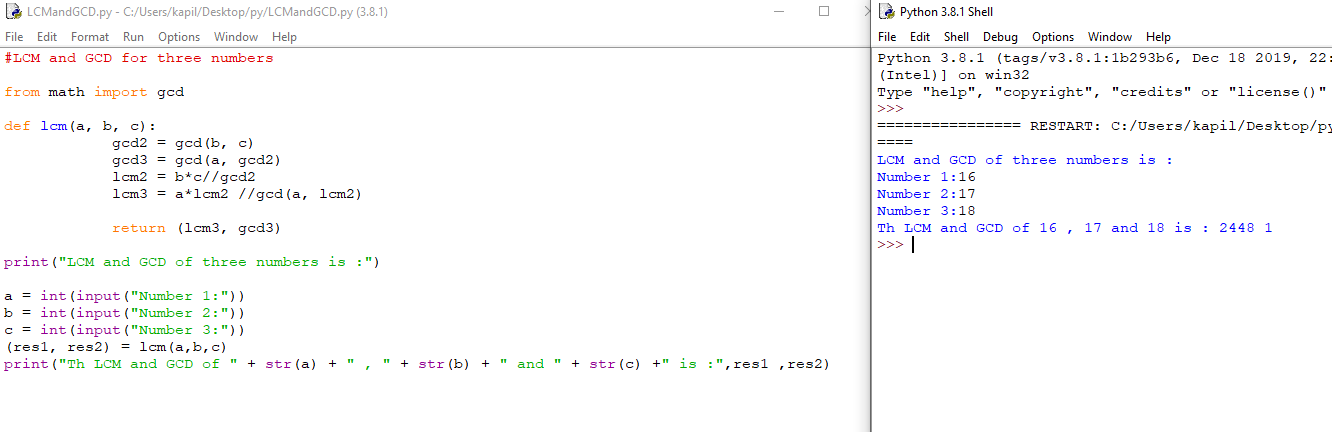 LCMandGCD.py - C:/Users/kapil/Desktop/py/LCMandGCD.py (3.8.1)
File Edit Format Run Options Window Help
#LCM and GCD for three numbers
from math import gcd
def lcm(a, b, c):
gcd2 = gcd(b, c)
gcd3 = gcd(a, gcd2)
lcm2 = b*c//gcd2
lcm3 = a*lcm2 //gcd(a, lcm2)
return (lcm3, gcd3)
print("LCM and GCD of three numbers is :")
a = int(input("Number 1:"))
b = int(input("Number 2:"))
c = int(input("Number 3:"))
(res1, res2) = lcm(a,b,c)
print("Th LCM and GCD of " + str(a) + " , " + str(b) + " and " + str(c) +" is :",res1 ,res2)
Python 3.8.1 Shell
File Edit Shell Debug Options Window Help
Python 3.8.1 (tags/v3.8.1:1b293b6, Dec 18 2019, 22:
(Intel)] on win32
Type "help", "copyright", "credits" or "license()"
>>>
================ RESTART: C:/Users/kapil/Desktop/py
====
LCM and GCD of three numbers is :
Number 1:16
Number 2:17
Number 3:18
Th LCM and GCD of 16 , 17 and 18 is : 2448 1
>>>